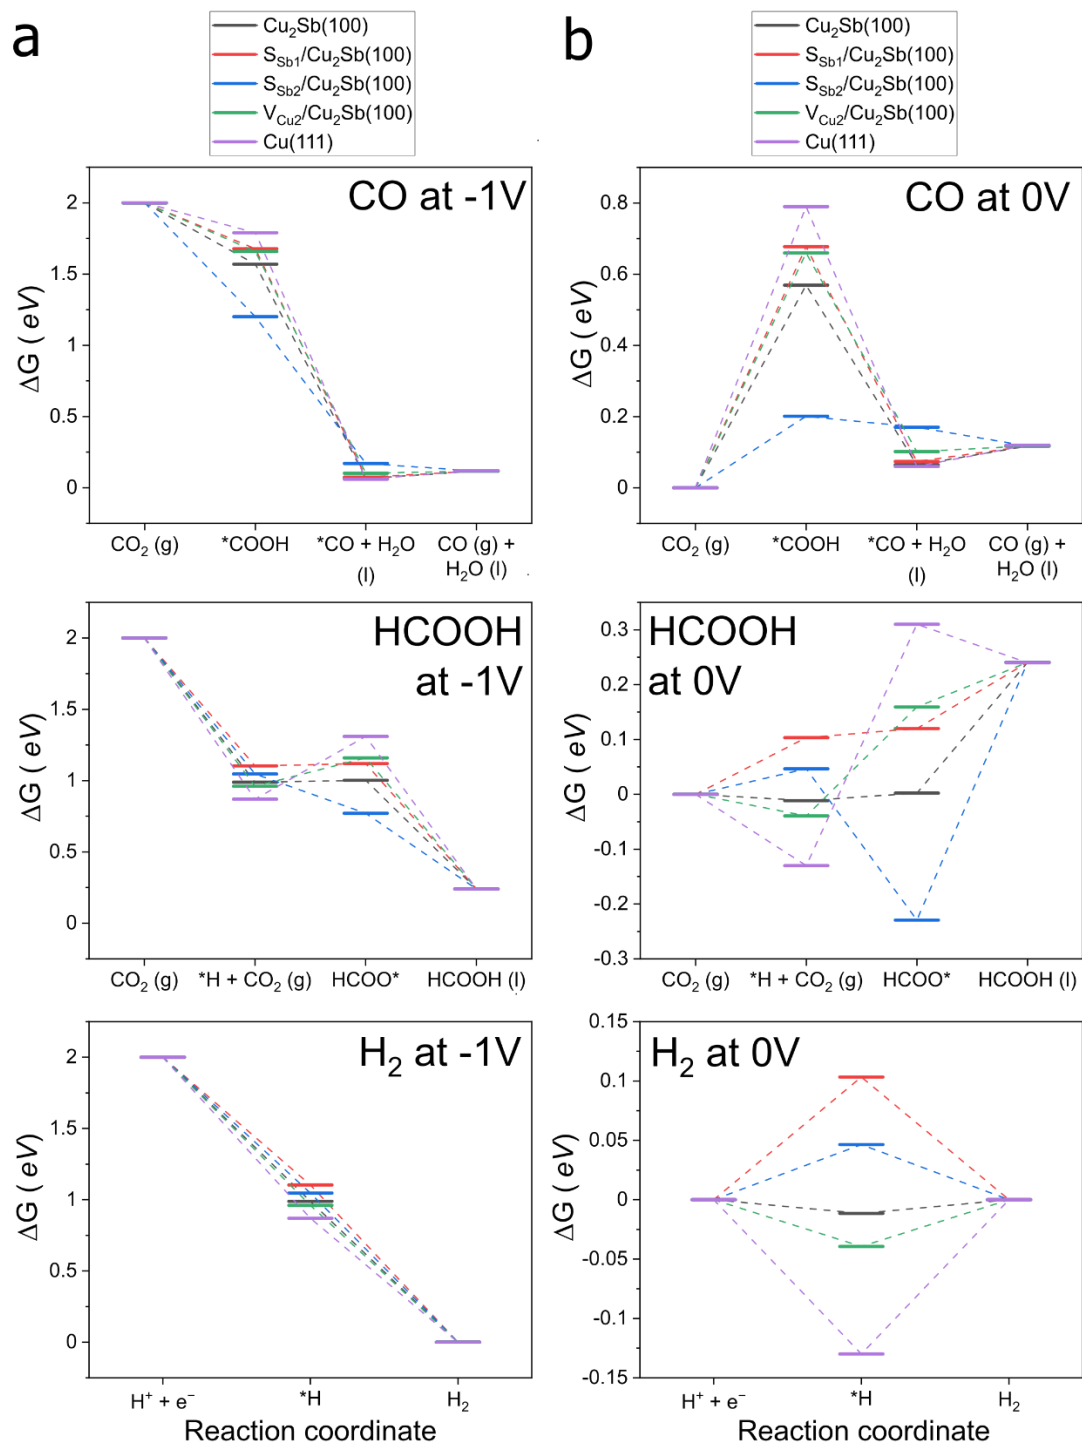 a
Cu₂Sb(100)
S_Sb1/Cu₂Sb(100)
S_Sb2/Cu₂Sb(100)
V_Cu2/Cu₂Sb(100)
Cu(111)
CO at -1V
2
1.5
1
0.5
0
ΔG ( eV)
CO₂ (g)
*COOH
*CO + H₂O
(l)
CO (g) +
H₂O (l)
HCOOH
at -1V
2
1.5
1
0.5
0
ΔG ( eV)
CO₂ (g)
*H + CO₂ (g)
HCOO*
HCOOH (l)
H₂ at -1V
2
1.5
1
0.5
0
ΔG ( eV)
H⁺ + e⁻
*H
H₂
Reaction coordinate
b
Cu₂Sb(100)
S_Sb1/Cu₂Sb(100)
S_Sb2/Cu₂Sb(100)
V_Cu2/Cu₂Sb(100)
Cu(111)
CO at 0V
0.8
0.6
0.4
0.2
0
ΔG ( eV)
CO₂ (g)
*COOH
*CO + H₂O
(l)
CO (g) +
H₂O (l)
HCOOH
at 0V
0.3
0.2
0.1
0
-0.1
-0.2
-0.3
ΔG ( eV)
CO₂ (g)
*H + CO₂ (g)
HCOO*
HCOOH (l)
H₂ at 0V
0.15
0.1
0.05
0
-0.05
-0.1
-0.15
ΔG ( eV)
H⁺ + e⁻
*H
H₂
Reaction coordinate